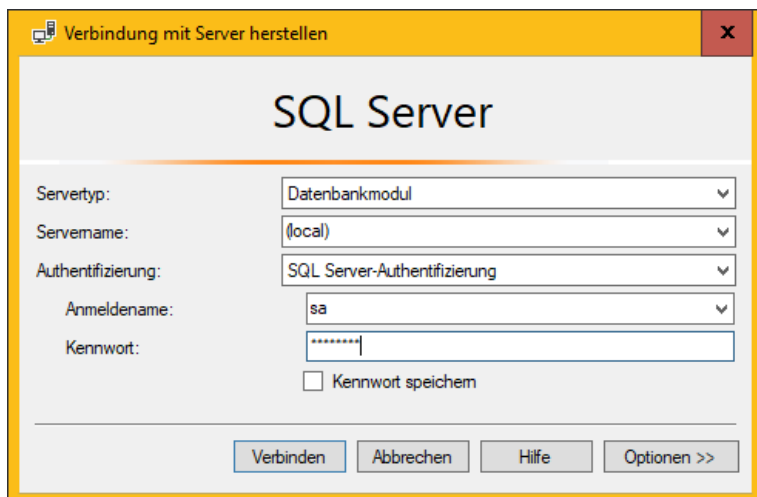 Verbindung mit Server herstellen
x
SQL Server
Servertyp: Datenbankmodul
Servername: (local)
Authentifizierung: SQL Server-Authentifizierung
Anmeldename: sa
Kennwort: ********
Kennwort speichern
Verbinden Abbrechen Hilfe Optionen >>